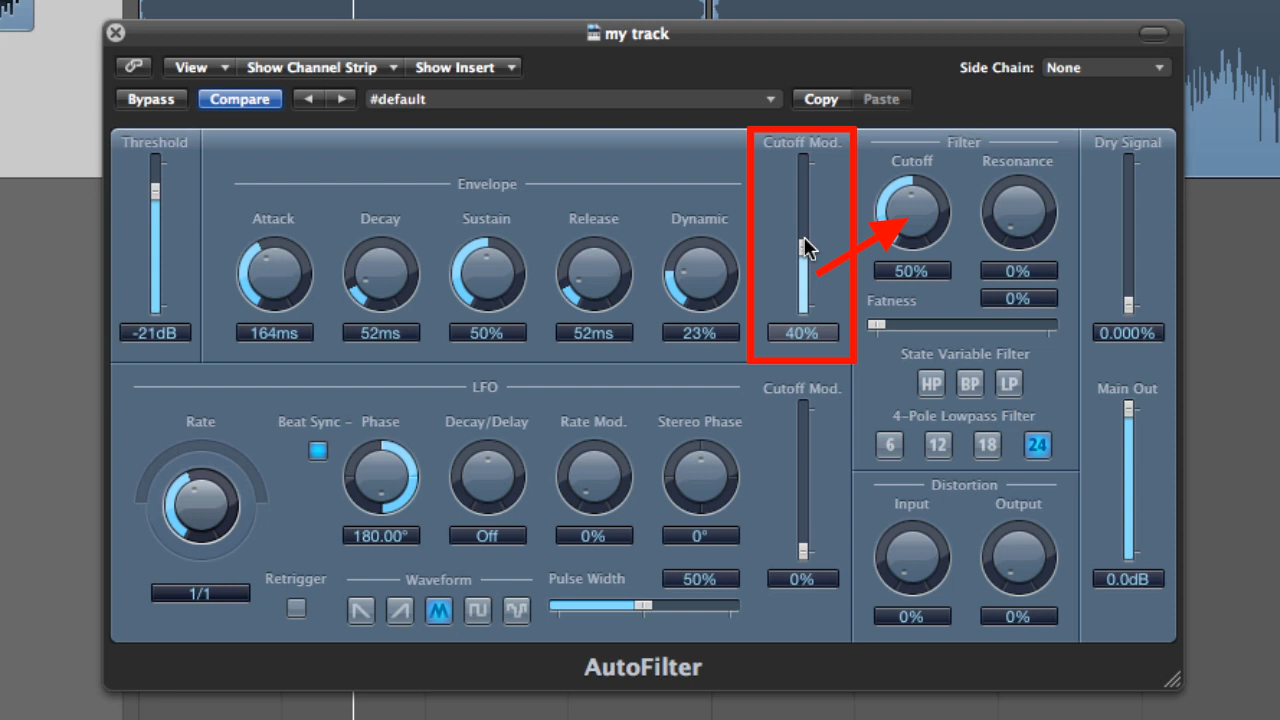 my track
View
Show Channel Strip
Show Insert
Side Chain:
None
Bypass
Compare
#default
Copy
Paste
Threshold
-21dB
Envelope
Attack
Decay
Sustain
Release
Dynamic
164ms
52ms
50%
52ms
23%
Cutoff Mod.
40%
Filter
Cutoff
Resonance
50%
0%
Fatness
0%
State Variable Filter
HP
BP
LP
4-Pole Lowpass Filter
6
12
18
24
Dry Signal
0.000%
LFO
Rate
Beat Sync - Phase
Decay/Delay
Rate Mod.
Stereo Phase
180.00°
Off
0%
0°
1/1
Retrigger
Waveform
Pulse Width
50%
Cutoff Mod.
0%
Distortion
Input
Output
0%
0%
Main Out
0.0dB
AutoFilter